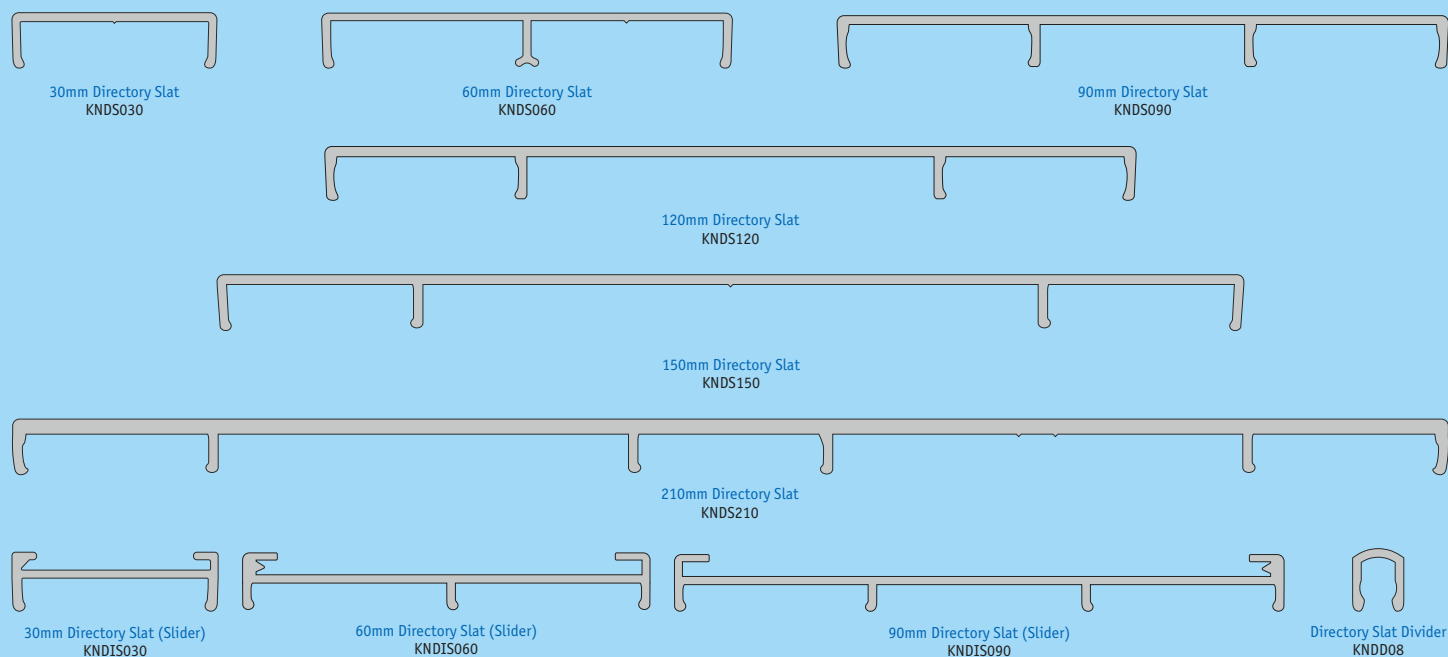 30mm Directory Slat
KNDS030
60mm Directory Slat
KNDS060
90mm Directory Slat
KNDS090
120mm Directory Slat
KNDS120
150mm Directory Slat
KNDS150
210mm Directory Slat
KNDS210
30mm Directory Slat (Slider)
KNDIS030
60mm Directory Slat (Slider)
KNDIS060
90mm Directory Slat (Slider)
KNDIS090
Directory Slat Divider
KNDD08